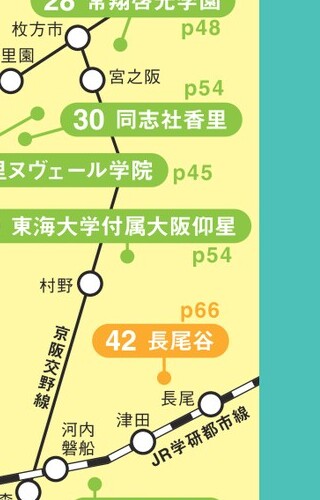 28 常翔啓光学園
枚方市
p48
里園
宮之阪
p54
30 同志社香里
里ヌヴェール学院
p45
東海大学付属大阪仰星
p54
村野
p66
42 長尾谷
京阪交野線
長尾
津田
河内
磐船
JR学研都市線